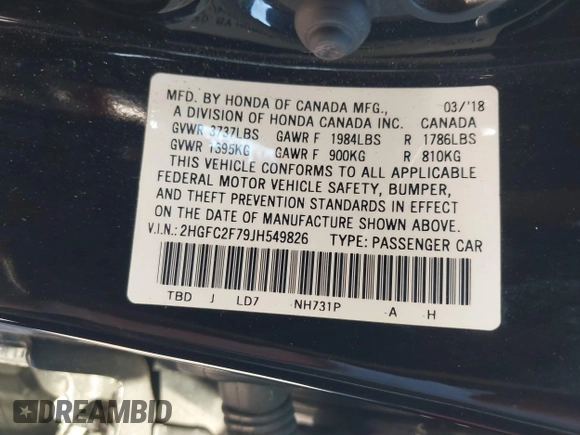 MFD. BY HONDA OF CANADA MFG., 03/'18
A DIVISION OF HONDA CANADA INC. CANADA
GVWR 3737LBS GAWR F 1984LBS R 1786LBS
GVWR 1695KG GAWR F 900KG R 810KG
THIS VEHICLE CONFORMS TO ALL APPLICABLE
FEDERAL MOTOR VEHICLE SAFETY, BUMPER,
AND THEFT PREVENTION STANDARDS IN EFFECT
ON THE DATE OF MANUFACTURE SHOWN ABOVE.
V.I.N.: 2HGFC2F79JH549826 TYPE: PASSENGER CAR
TBD J LD7 NH731P A H
DREAMBID